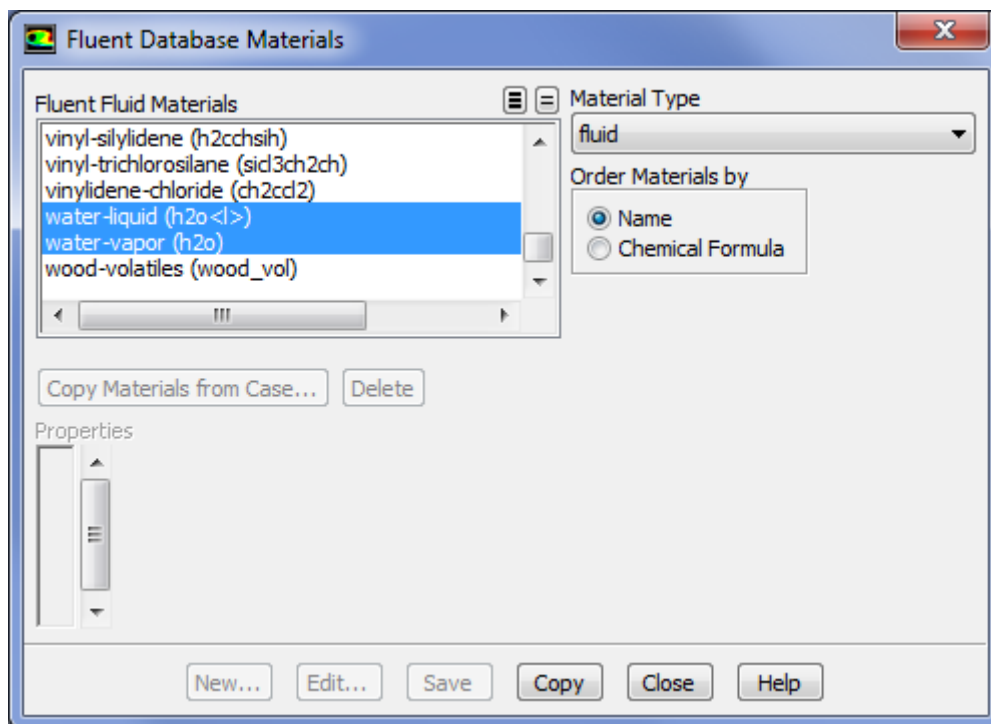 Fluent Database Materials
Fluent Fluid Materials
vinyl-silylidene (h2cchsih)
vinyl-trichlorosilane (sicl3ch2ch)
vinylidene-chloride (ch2ccl2)
water-liquid (h2o<l>)
water-vapor (h2o)
wood-volatiles (wood_vol)
Material Type
fluid
Order Materials by
Name
Chemical Formula
Copy Materials from Case... Delete
Properties
New... Edit... Save Copy Close Help